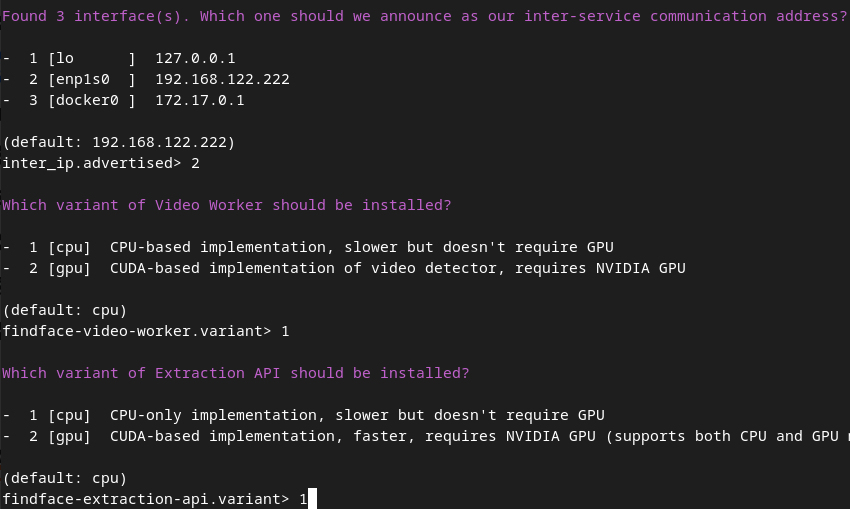 Found 3 interface(s). Which one should we announce as our inter-service communication address?
-  1 [lo      ]  127.0.0.1
-  2 [enp1s0  ]  192.168.122.222
-  3 [docker0 ]  172.17.0.1
(default: 192.168.122.222)
inter_ip.advertised> 2
Which variant of Video Worker should be installed?
-  1 [cpu]  CPU-based implementation, slower but doesn't require GPU
-  2 [gpu]  CUDA-based implementation of video detector, requires NVIDIA GPU
(default: cpu)
findface-video-worker.variant> 1
Which variant of Extraction API should be installed?
-  1 [cpu]  CPU-only implementation, slower but doesn't require GPU
-  2 [gpu]  CUDA-based implementation, faster, requires NVIDIA GPU (supports both CPU and GPU
(default: cpu)
findface-extraction-api.variant> 1